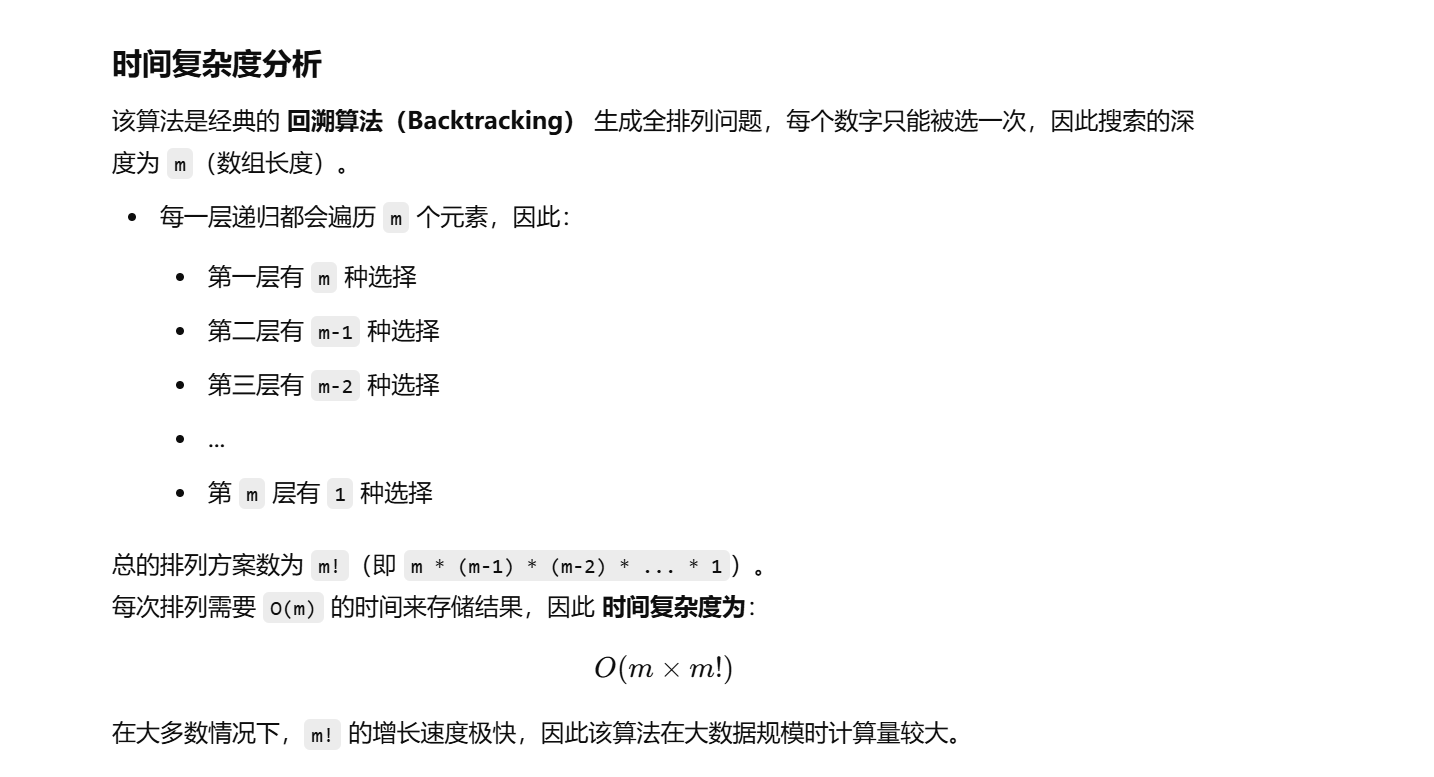 时间复杂度分析
该算法是经典的 回溯算法（Backtracking） 生成全排列问题，每个数字只能被选一次，因此搜索的深
度为 m（数组长度）。
• 每一层递归都会遍历 m 个元素，因此：
• 第一层有 m 种选择
• 第二层有 m-1 种选择
• 第三层有 m-2 种选择
• ...
• 第 m 层有 1 种选择
总的排列方案数为 m!（即 m * (m-1) * (m-2) * ... * 1）。
每次排列需要 O(m) 的时间来存储结果，因此 时间复杂度为：
O(m × m!)
在大多数情况下，m! 的增长速度极快，因此该算法在大数据规模时计算量较大。